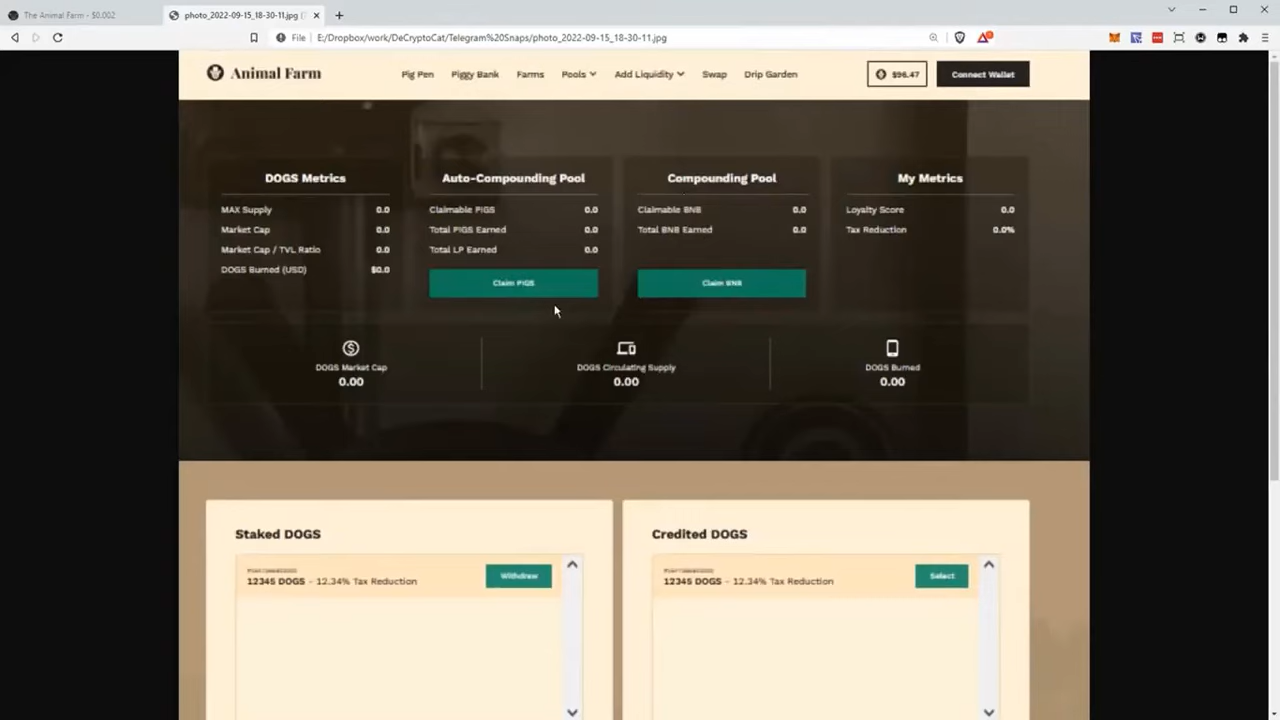 The Animal Farm - $0.002
photo_2022-09-15_18-30-11.jpg (
File E:/Dropbox/work/DeCryptoCat/Telegram%20Snaps/photo_2022-09-15_18-30-11.jpg
Animal Farm Pig Pen Piggy Bank Farms Pools Add Liquidity Swap Drip Garden $96.47 Connect Wallet
DOGS Metrics
MAX Supply 0.0
Market Cap 0.0
Market Cap / TVL Ratio 0.0
DOGS Burned (USD) $0.0
Auto-Compounding Pool
Claimable PIGS 0.0
Total PIGS Earned 0.0
Total LP Earned 0.0
Claim PIGS
Compounding Pool
Claimable BNB 0.0
Total BNB Earned 0.0
Claim BNB
My Metrics
Loyalty Score 0.0
Tax Reduction 0.0%
DOGS Market Cap
0.00
DOGS Circulating Supply
0.00
DOGS Burned
0.00
Staked DOGS
12345 DOGS - 12.34% Tax Reduction
Withdrew
Credited DOGS
12345 DOGS - 12.34% Tax Reduction
Select